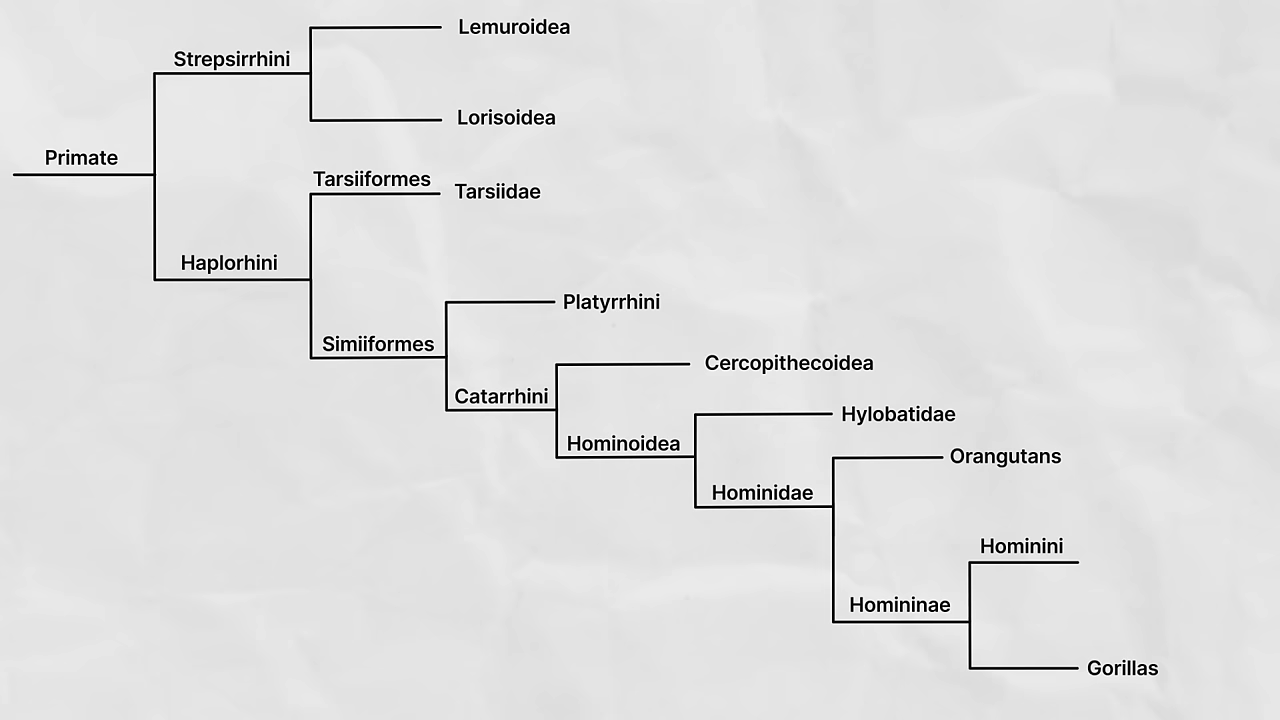 Lemuroidea
Strepsirrhini
Lorisoidea
Primate
Tarsiiformes
Tarsiidae
Haplorhini
Platyrrhini
Simiiformes
Cercopithecoidea
Catarrhini
Hylobatidae
Hominoidea
Orangutans
Hominidae
Hominini
Homininae
Gorillas